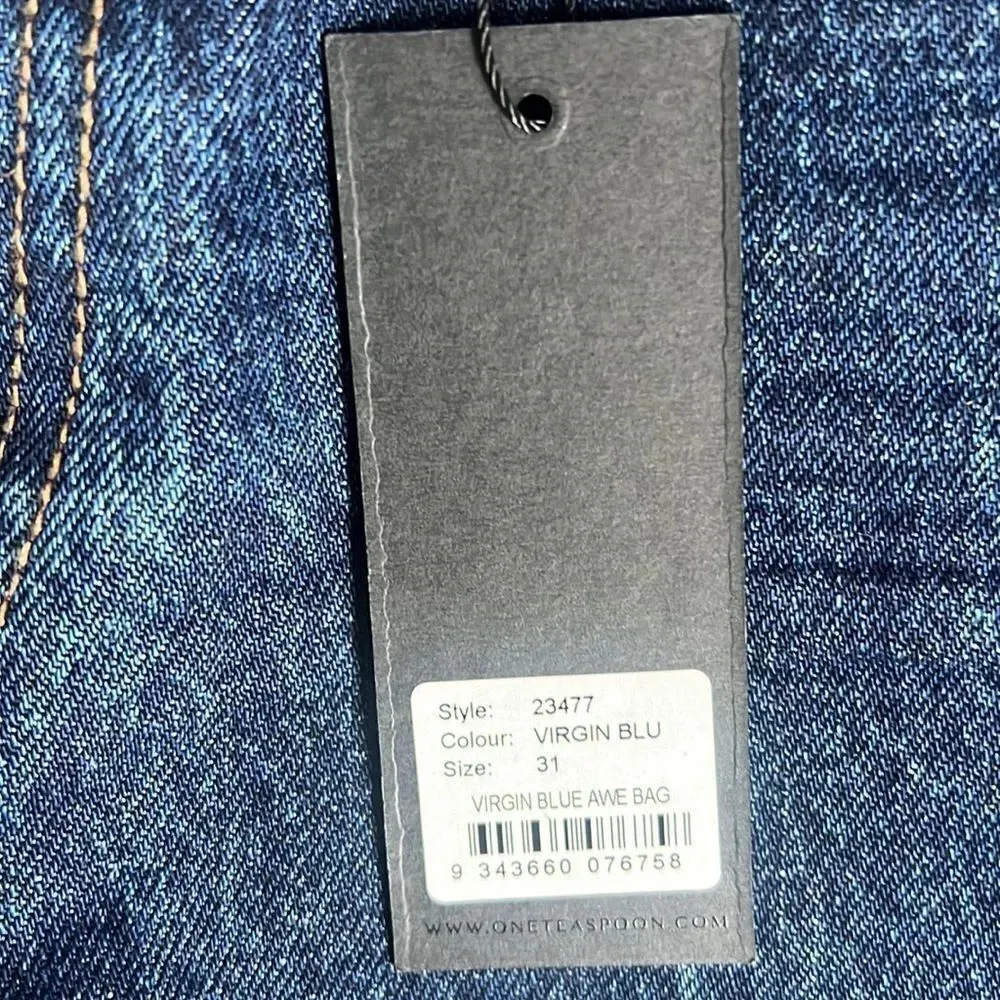 Style: 23477
Colour: VIRGIN BLU
Size: 31
VIRGIN BLUE AWE BAG
9 343660 076758
WWW.ONETEASPOON.COM